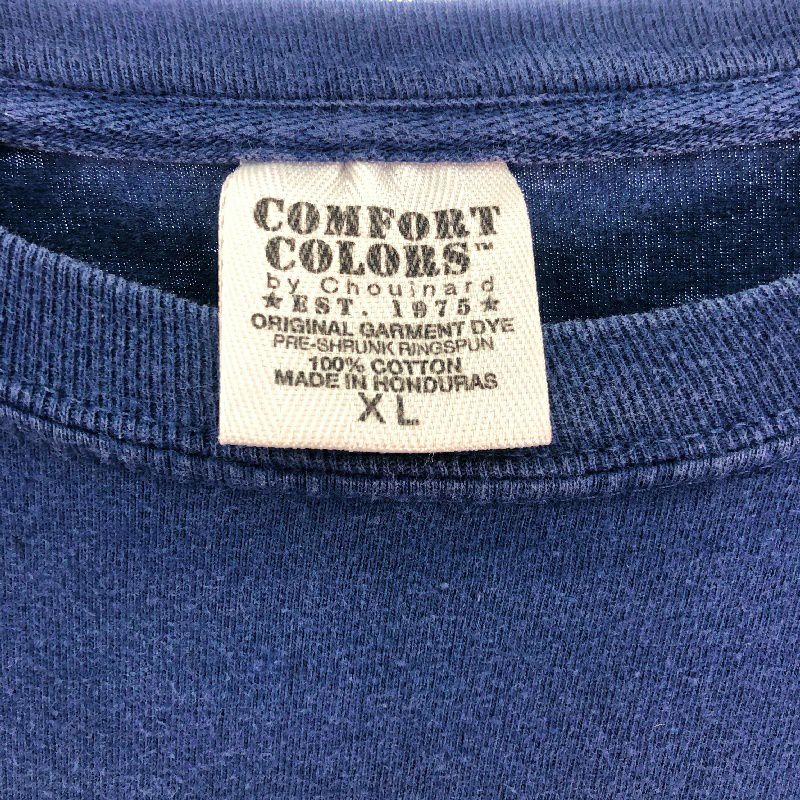 COMFORT
COLORS™
by Chouinard
★EST. 1975★
ORIGINAL GARMENT DYE
PRE-SHRUNK RINGSPUN
100% COTTON
MADE IN HONDURAS
XL